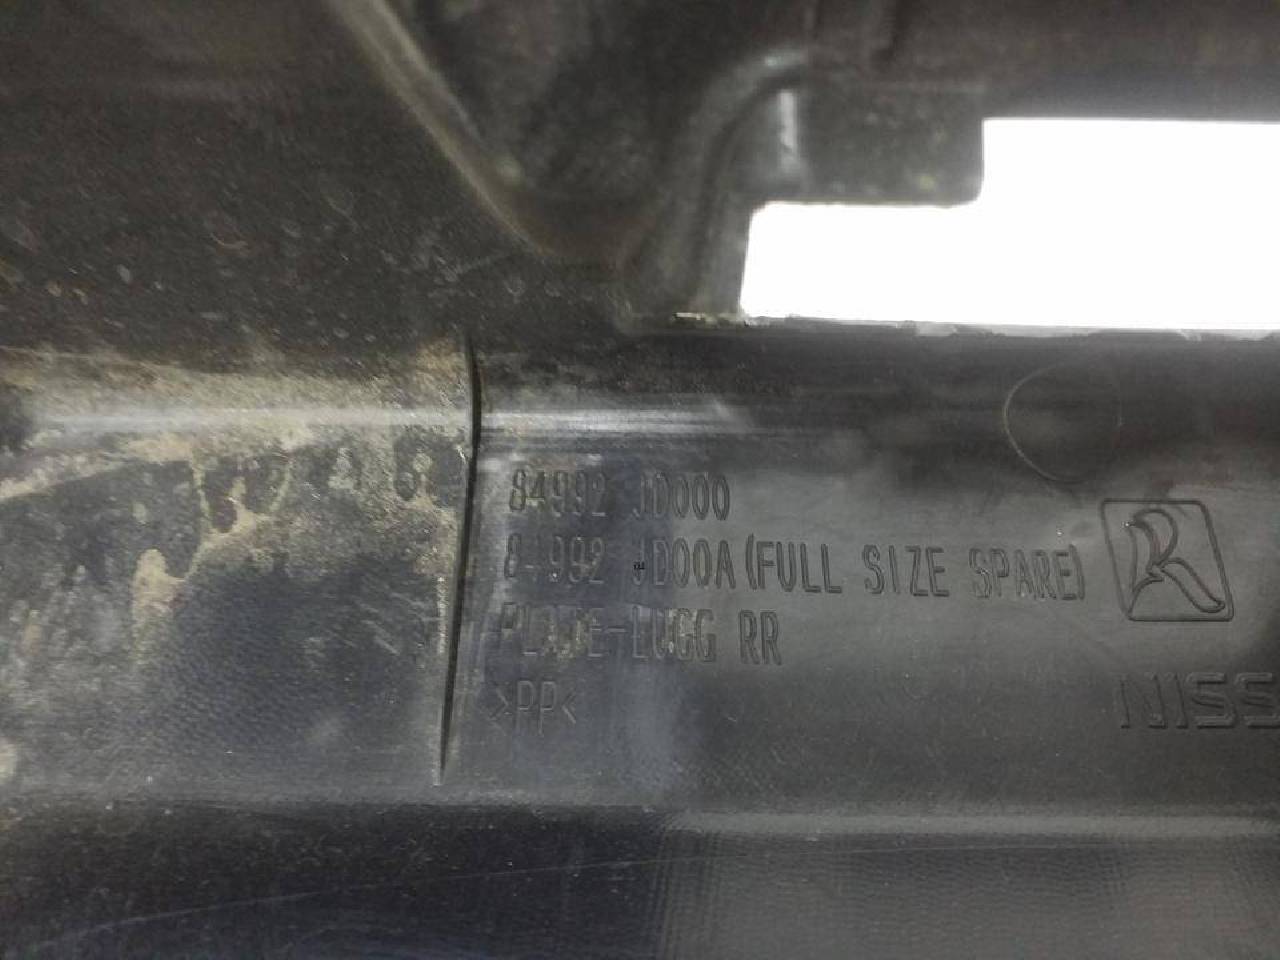 84992 JD000
84992 JD00A (FULL SIZE SPARE)
PLATE-LUGG RR
>PP<
R
NISS